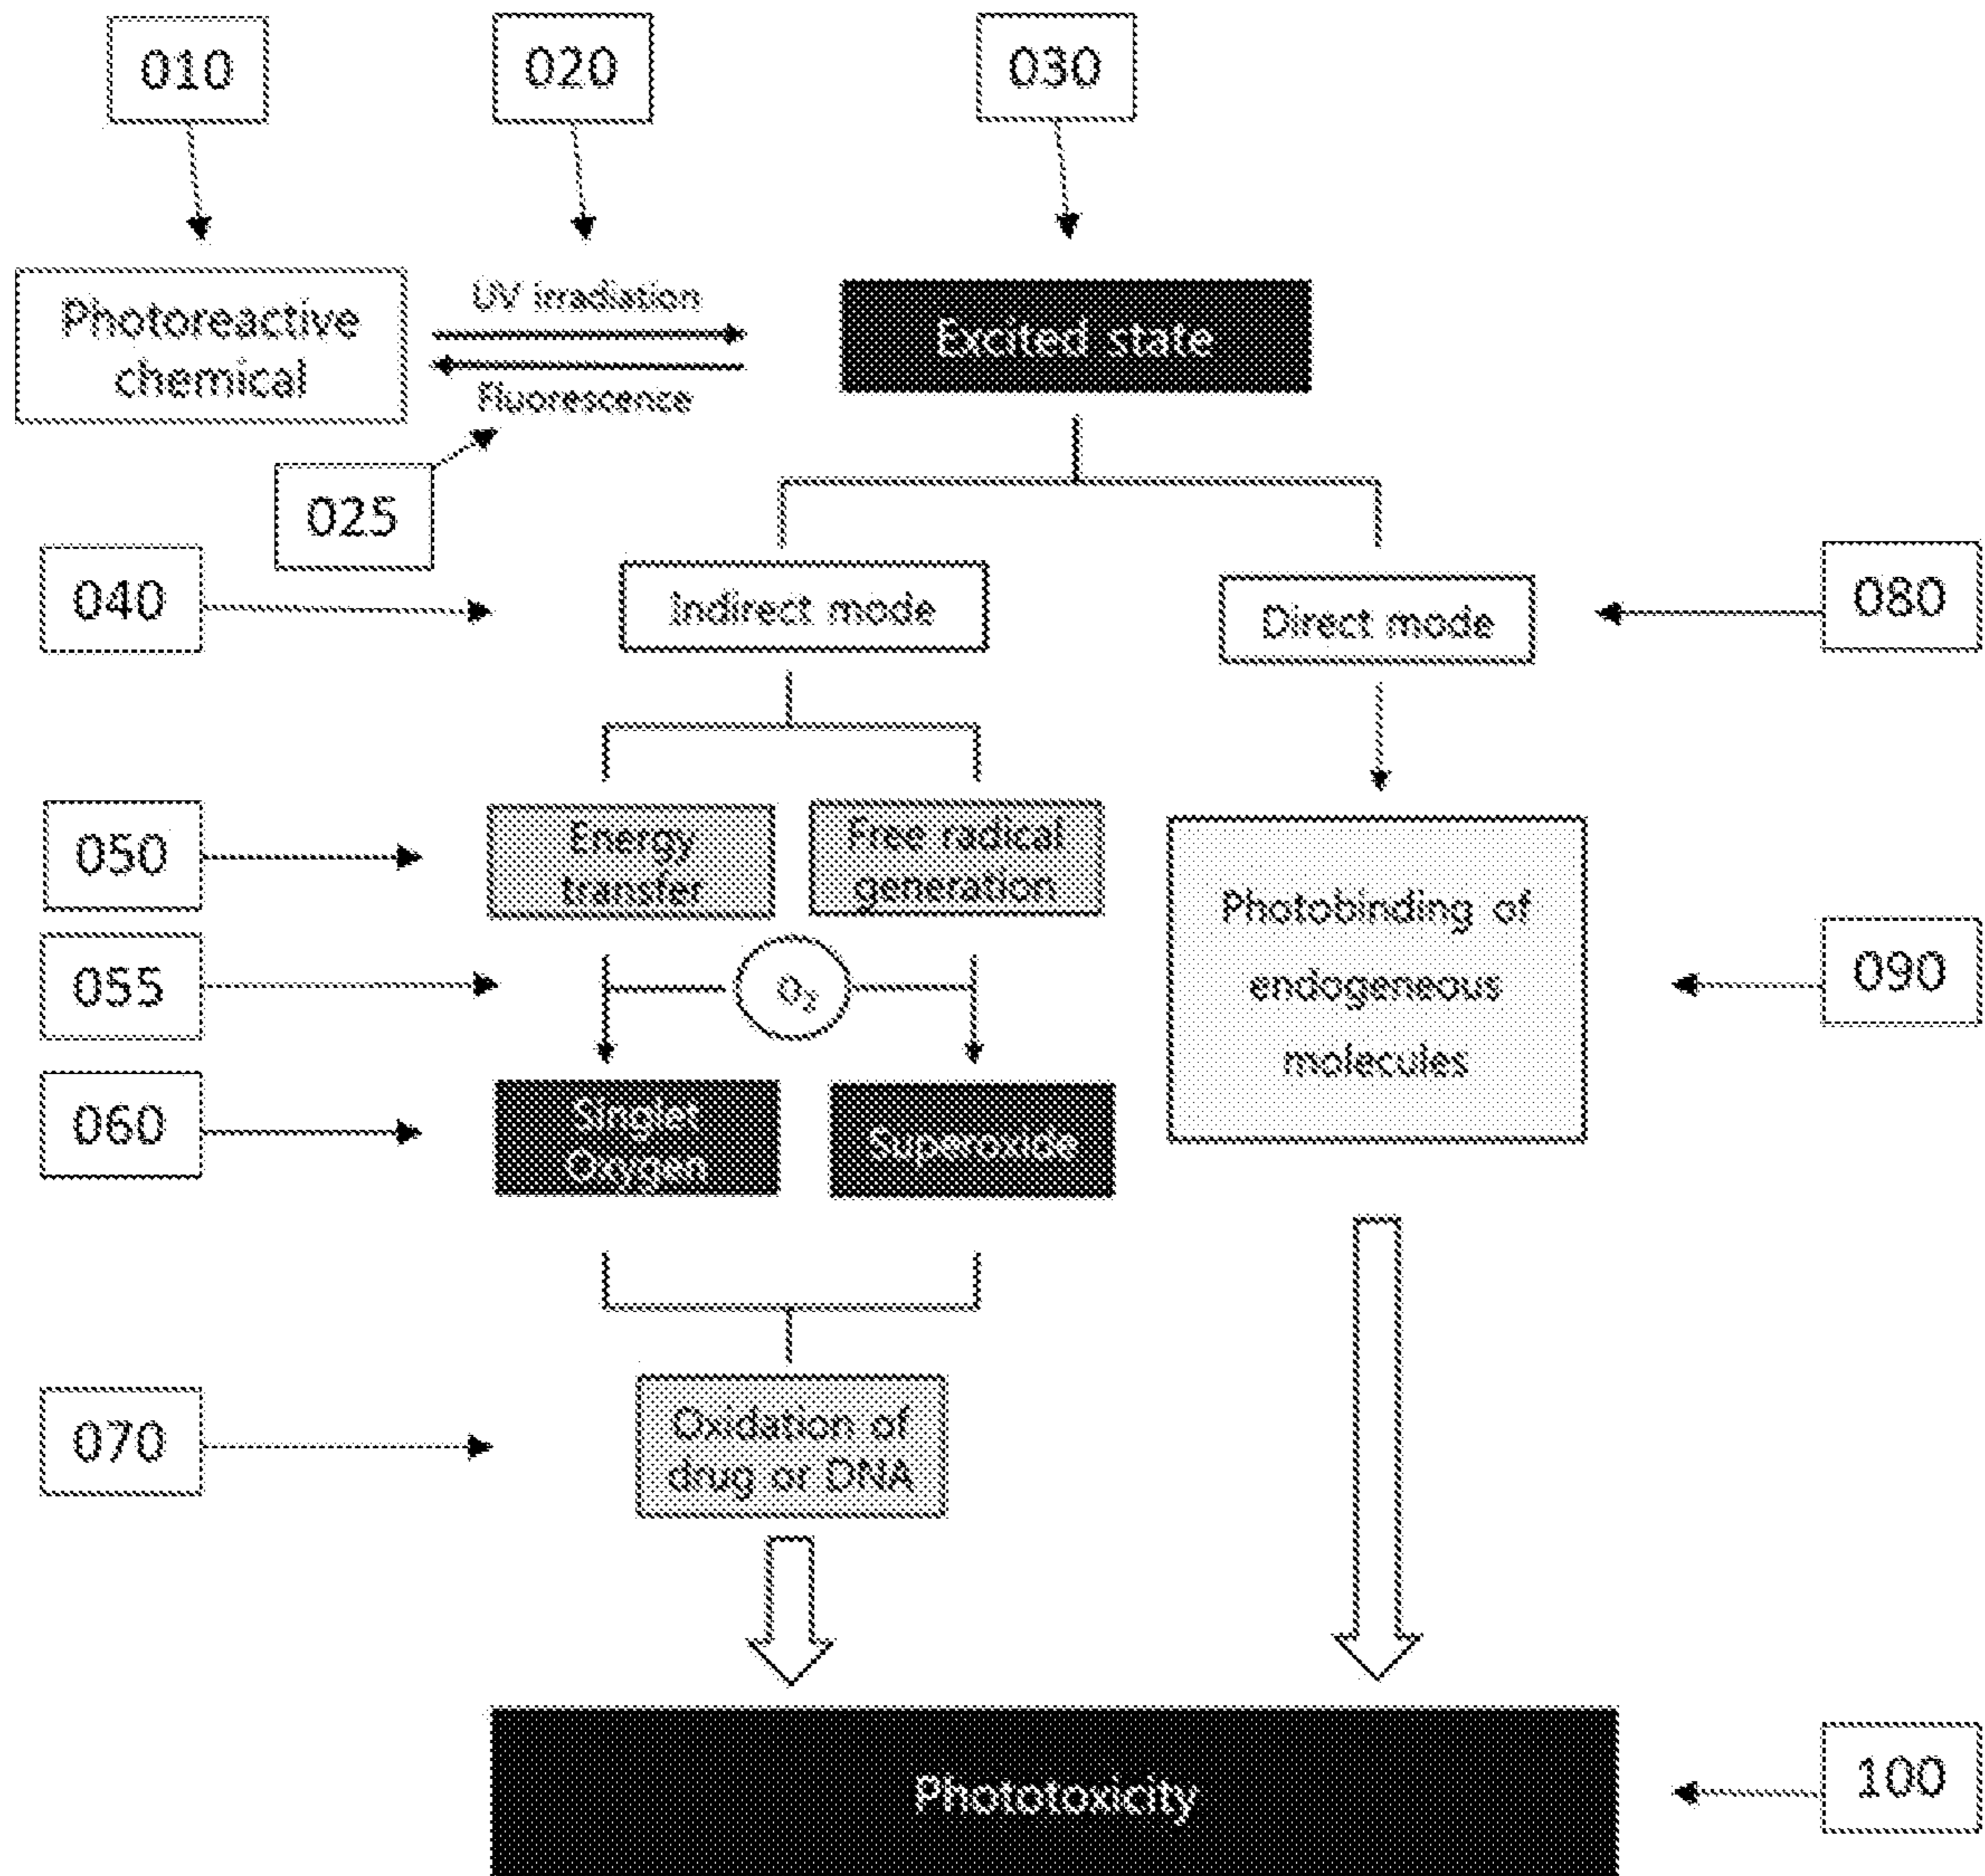 010
020
030
Photoreactive
chemical
UV irradiation
Fluorescence
Excited state
025
040
Indirect mode
Direct mode
080
050
Energy
transfer
Free radical
generation
055
O₂
Photobinding of
endogeneous
molecules
090
060
Singlet
Oxygen
Superoxide
070
Oxidation of
drug or DNA
Phototoxicity
100